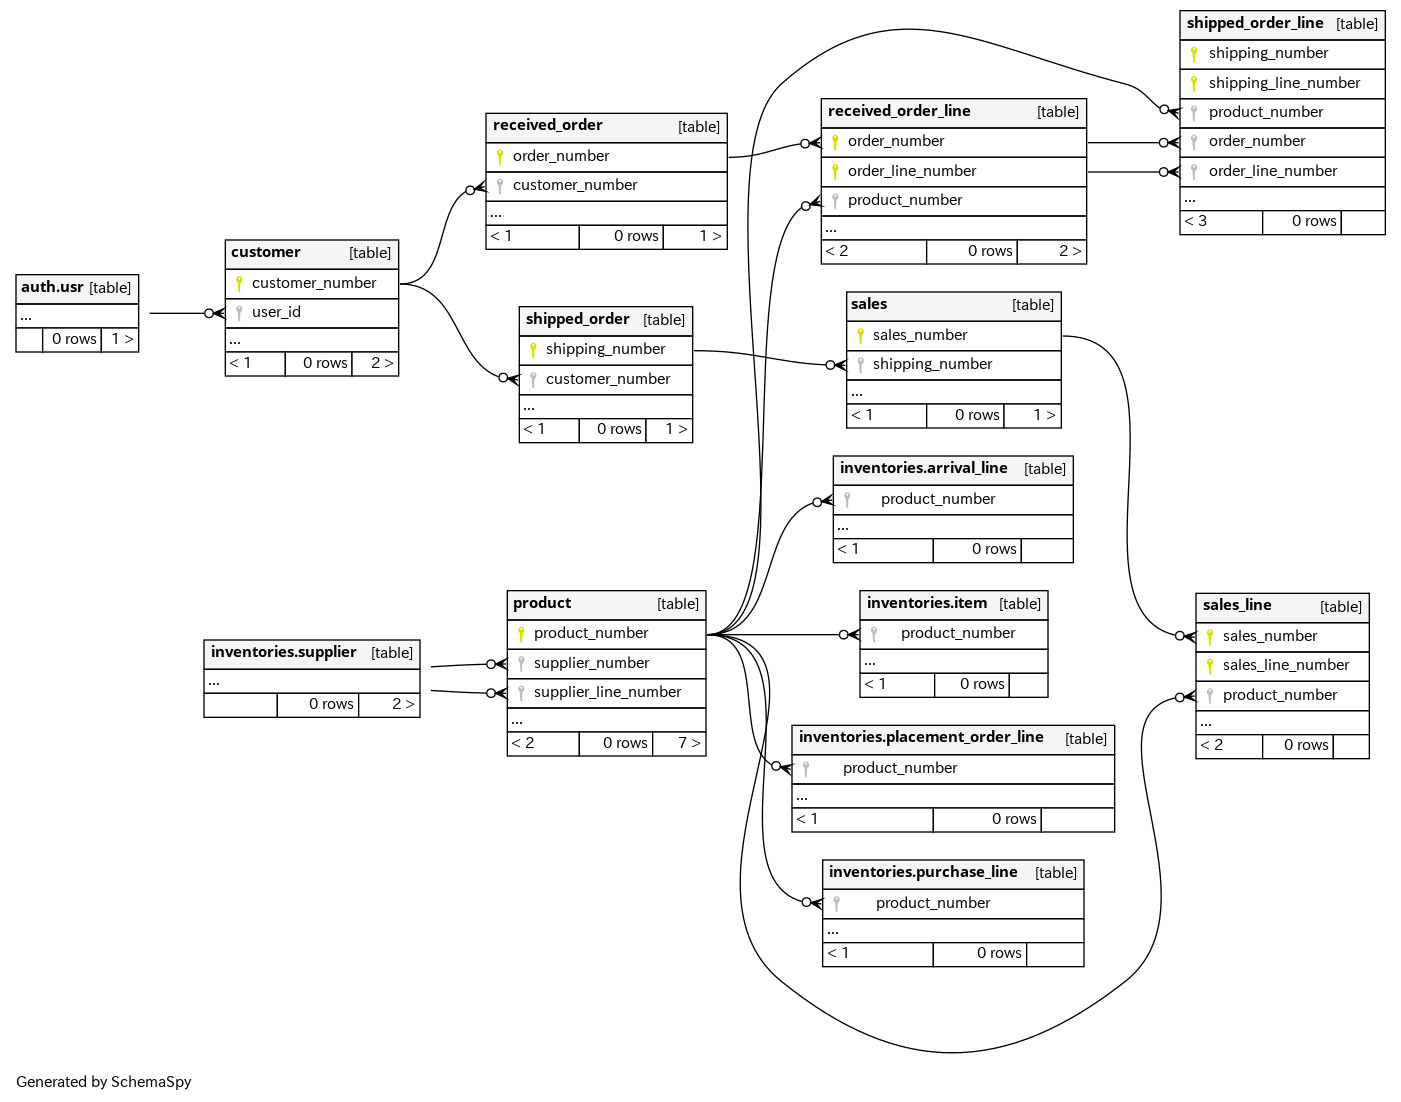 shipped_order_line [table]
shipping_number
shipping_line_number
product_number
order_number
order_line_number
...
< 3 0 rows
received_order_line [table]
order_number
order_line_number
product_number
...
< 2 0 rows 2 >
received_order [table]
order_number
customer_number
...
< 1 0 rows 1 >
customer [table]
customer_number
user_id
...
< 1 0 rows 2 >
auth.usr [table]
...
0 rows 1 >
shipped_order [table]
shipping_number
customer_number
...
< 1 0 rows 1 >
sales [table]
sales_number
shipping_number
...
< 1 0 rows 1 >
inventories.arrival_line [table]
product_number
...
< 1 0 rows
product [table]
product_number
supplier_number
supplier_line_number
...
< 2 0 rows 7 >
inventories.supplier [table]
...
0 rows 2 >
inventories.item [table]
product_number
...
< 1 0 rows
sales_line [table]
sales_number
sales_line_number
product_number
...
< 2 0 rows
inventories.placement_order_line [table]
product_number
...
< 1 0 rows
inventories.purchase_line [table]
product_number
...
< 1 0 rows
Generated by SchemaSpy